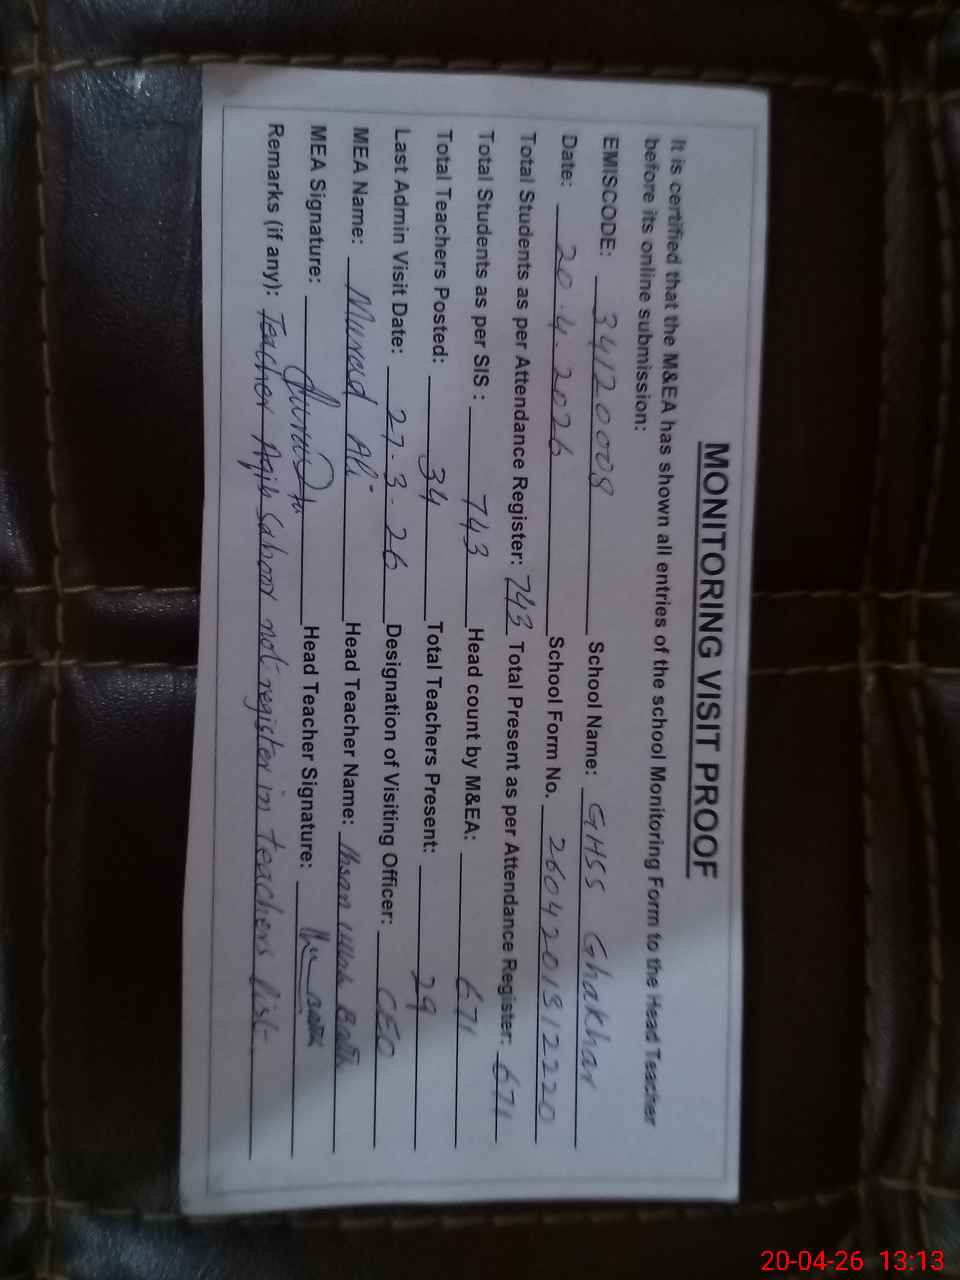 MONITORING VISIT PROOF
It is certified that the M&EA has shown all entries of the school Monitoring Form to the Head Teacher
before its online submission:
EMISCODE: 34120008 School Name: GHSS Ghakhar
Date: 20-4-2026 School Form No. 2604201312220
Total Students as per Attendance Register: 743 Total Present as per Attendance Register: 671
Total Students as per SIS : 743 Head count by M&EA: 671
Total Teachers Posted: 34 Total Teachers Present: 29
Last Admin Visit Date: 27-3-26 Designation of Visiting Officer: CEO
MEA Name: Ali Head Teacher Name: Ullah
MEA Signature: Head Teacher Signature:
Remarks (if any): Teacher not register in teachers list.
20-04-26 13:13